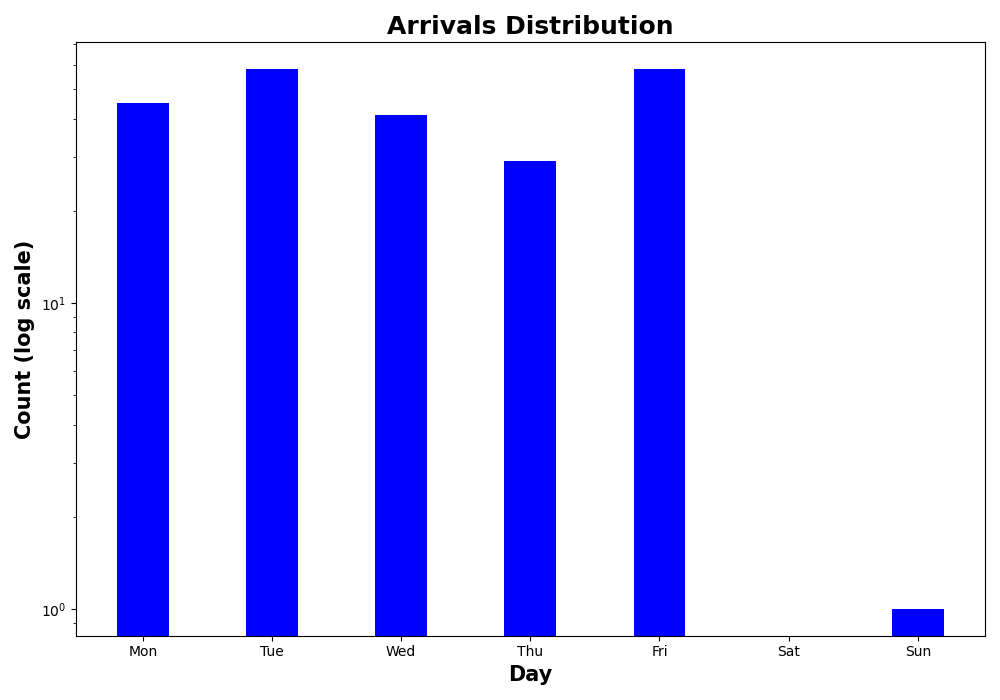 Arrivals Distribution
Count (log scale)
10¹
10⁰
Mon Tue Wed Thu Fri Sat Sun
Day